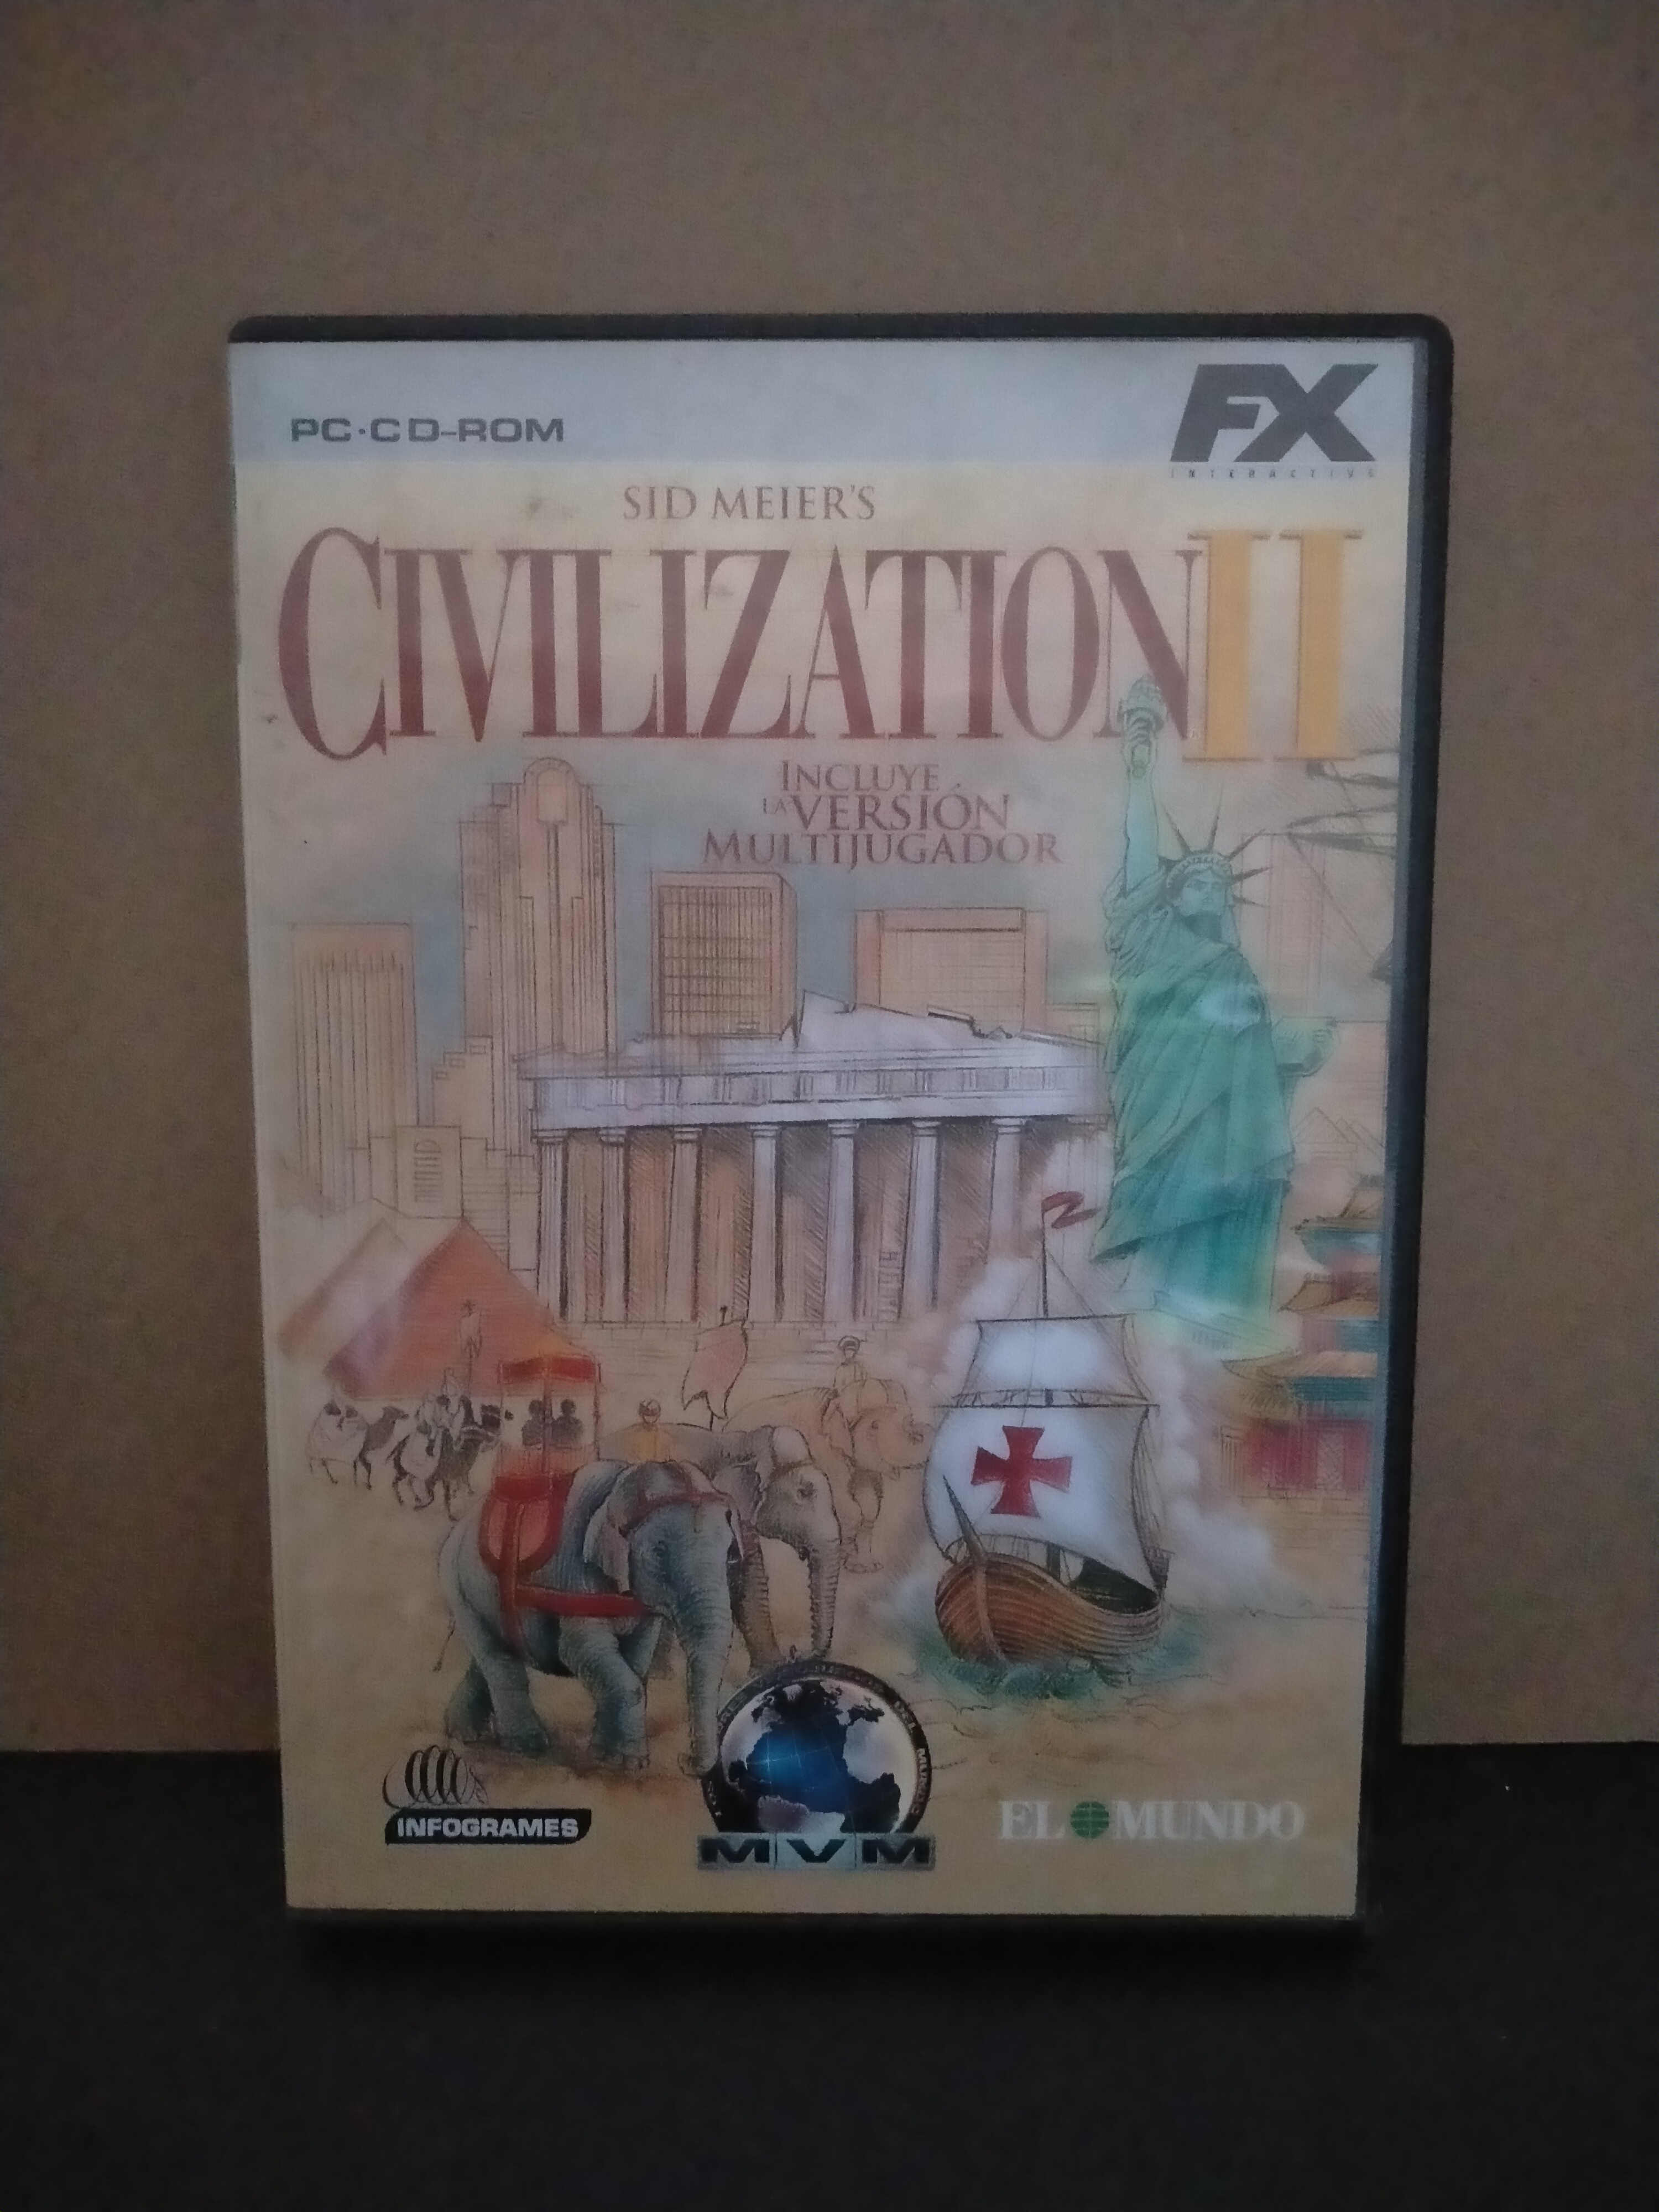 PC·CD-ROM
FX
INTERACTIVE
SID MEIER'S
CIVILIZATION II
INCLUYE
LA VERSIÓN
MULTIJUGADOR
INFOGRAMES
MVM
EL MUNDO